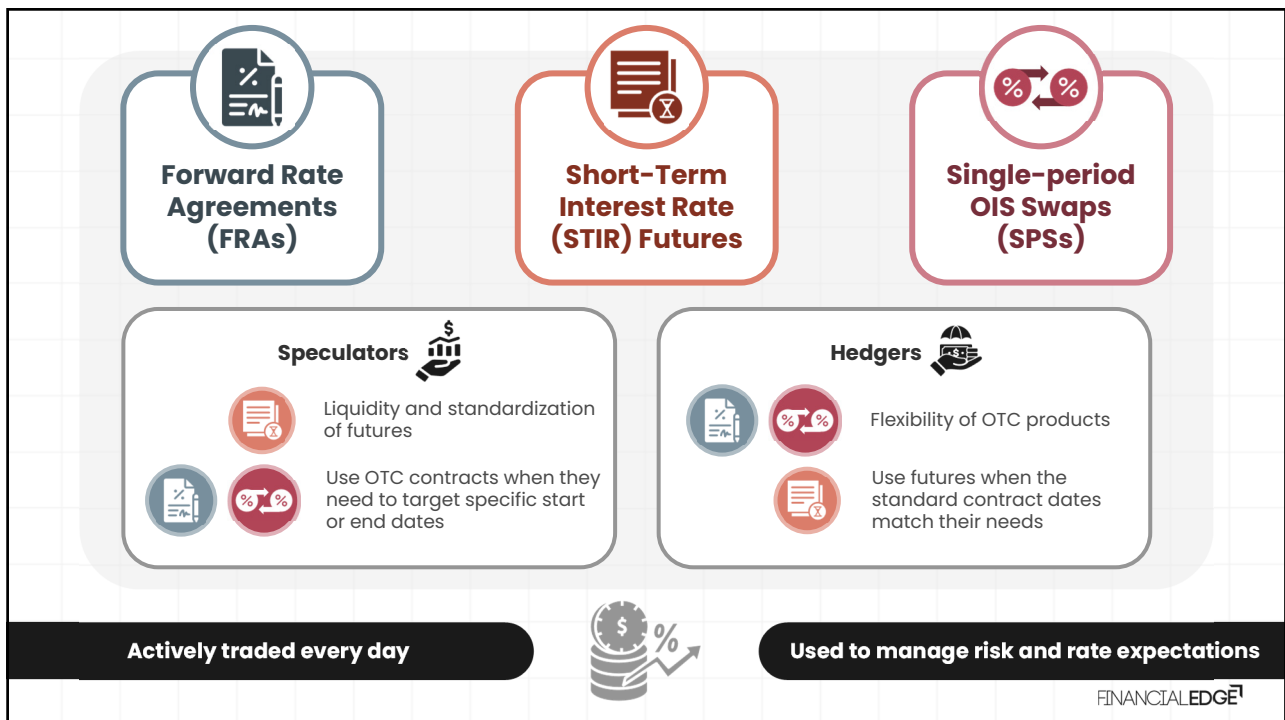 Forward Rate
Agreements
(FRAs)
Short-Term
Interest Rate
(STIR) Futures
Single-period
OIS Swaps
(SPSs)
Speculators
Liquidity and standardization
of futures
Use OTC contracts when they
need to target specific start
or end dates
Hedgers
Flexibility of OTC products
Use futures when the
standard contract dates
match their needs
Actively traded every day
Used to manage risk and rate expectations
FINANCIALEDGE